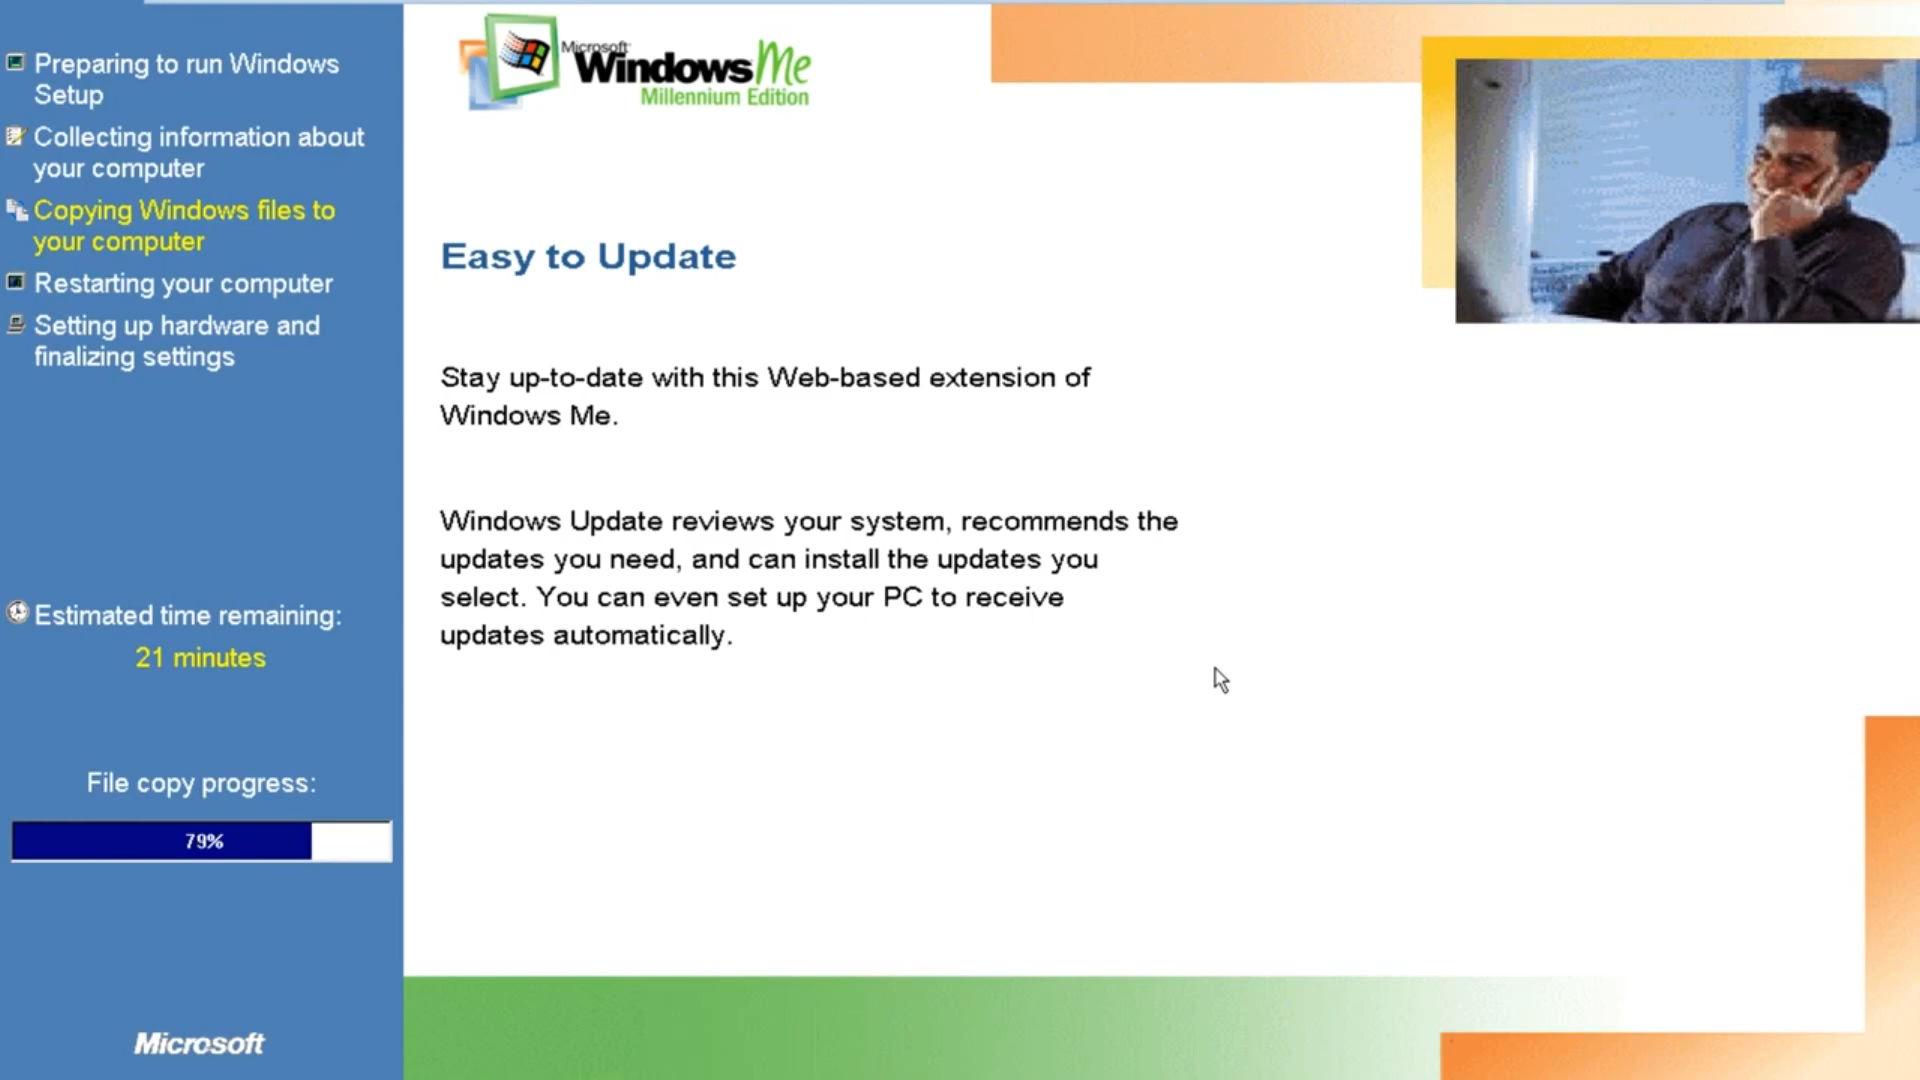 Preparing to run Windows
Setup
Collecting information about
your computer
Copying Windows files to
your computer
Restarting your computer
Setting up hardware and
finalizing settings
Estimated time remaining:
21 minutes
File copy progress:
79%
Microsoft
Microsoft
Windows Me
Millennium Edition
Easy to Update
Stay up-to-date with this Web-based extension of
Windows Me.
Windows Update reviews your system, recommends the
updates you need, and can install the updates you
select. You can even set up your PC to receive
updates automatically.